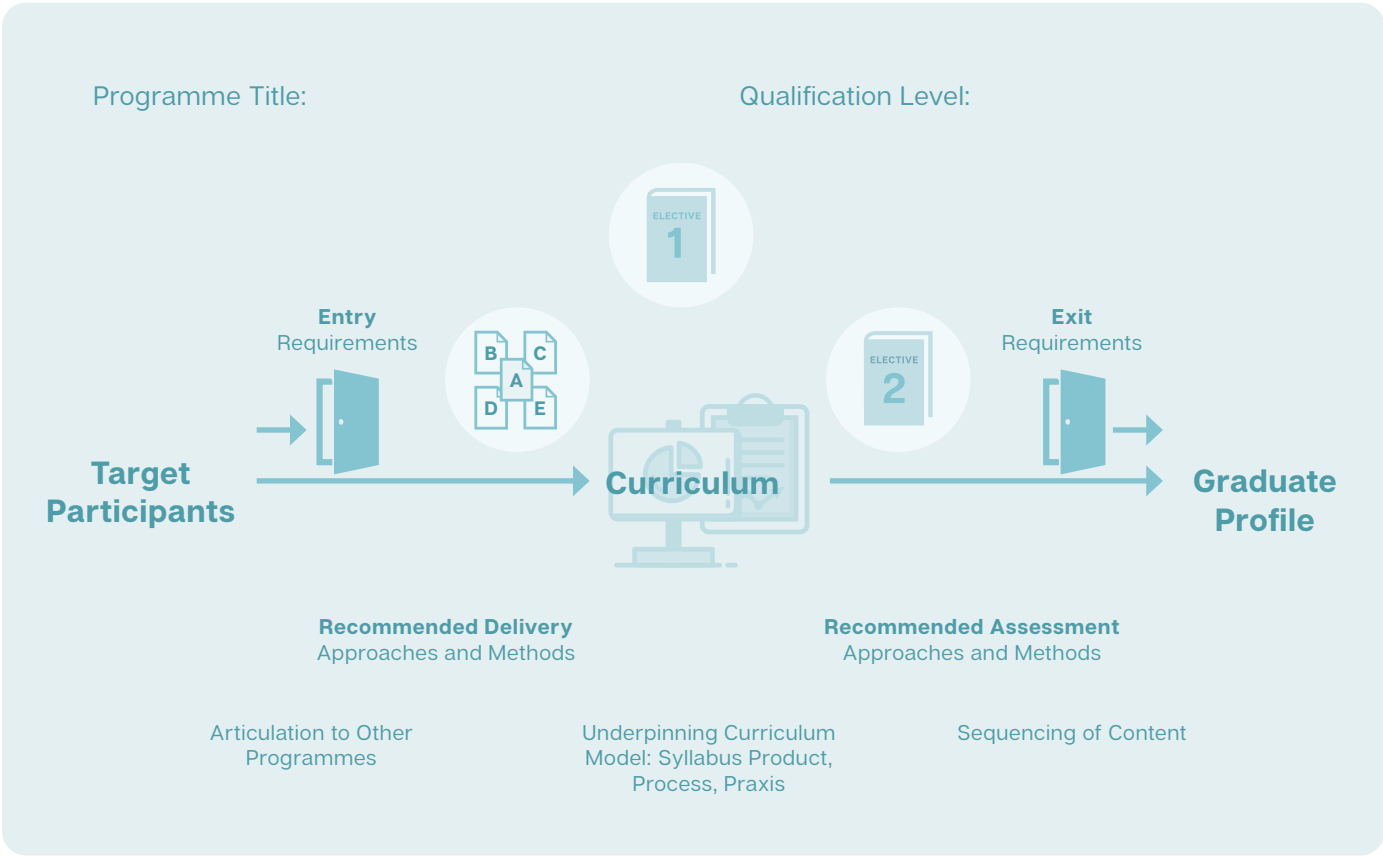 Programme Title:
Qualification Level:
ELECTIVE
1
Entry
Requirements
B
C
A
D
E
ELECTIVE
2
Exit
Requirements
Target
Participants
Curriculum
Graduate
Profile
Recommended Delivery
Approaches and Methods
Recommended Assessment
Approaches and Methods
Articulation to Other
Programmes
Underpinning Curriculum
Model: Syllabus Product,
Process, Praxis
Sequencing of Content